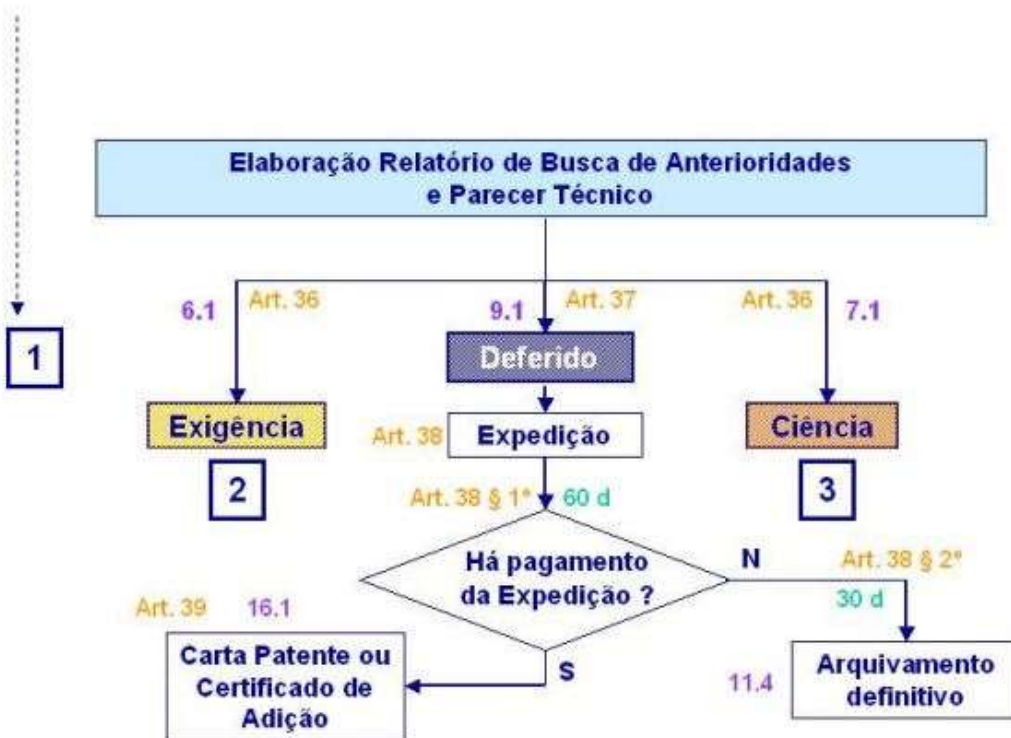 Elaboração Relatório de Busca de Anterioridades
e Parecer Técnico
6.1 Art. 36
9.1 Art. 37
Art. 36 7.1
1
Deferido
Exigência
Art. 38 Expedição
Ciência
2
3
Art. 38 § 1° 60 d
Há pagamento
da Expedição ?
N
Art. 38 § 2°
30 d
Art. 39 16.1
S
Carta Patente ou
Certificado de
Adição
11.4
Arquivamento
definitivo